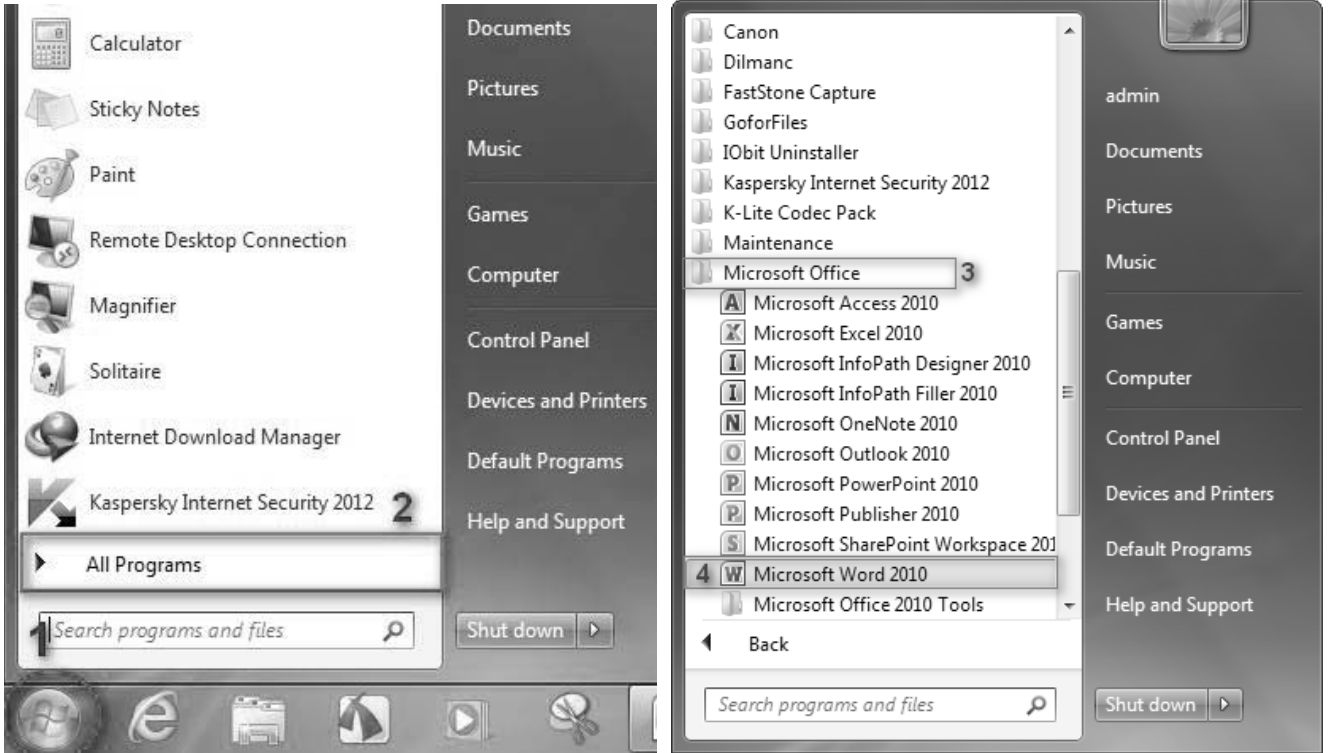 Calculator
Sticky Notes
Paint
Remote Desktop Connection
Magnifier
Solitaire
Internet Download Manager
Kaspersky Internet Security 2012 2
All Programs
1 Search programs and files
Documents
Pictures
Music
Games
Computer
Control Panel
Devices and Printers
Default Programs
Help and Support
Shut down
Canon
Dilmanc
FastStone Capture
GoforFiles
IObit Uninstaller
Kaspersky Internet Security 2012
K-Lite Codec Pack
Maintenance
Microsoft Office 3
A Microsoft Access 2010
X Microsoft Excel 2010
I Microsoft InfoPath Designer 2010
I Microsoft InfoPath Filler 2010
N Microsoft OneNote 2010
O Microsoft Outlook 2010
P Microsoft PowerPoint 2010
P Microsoft Publisher 2010
S Microsoft SharePoint Workspace 201
4 W Microsoft Word 2010
Microsoft Office 2010 Tools
Back
Search programs and files
admin
Documents
Pictures
Music
Games
Computer
Control Panel
Devices and Printers
Default Programs
Help and Support
Shut down